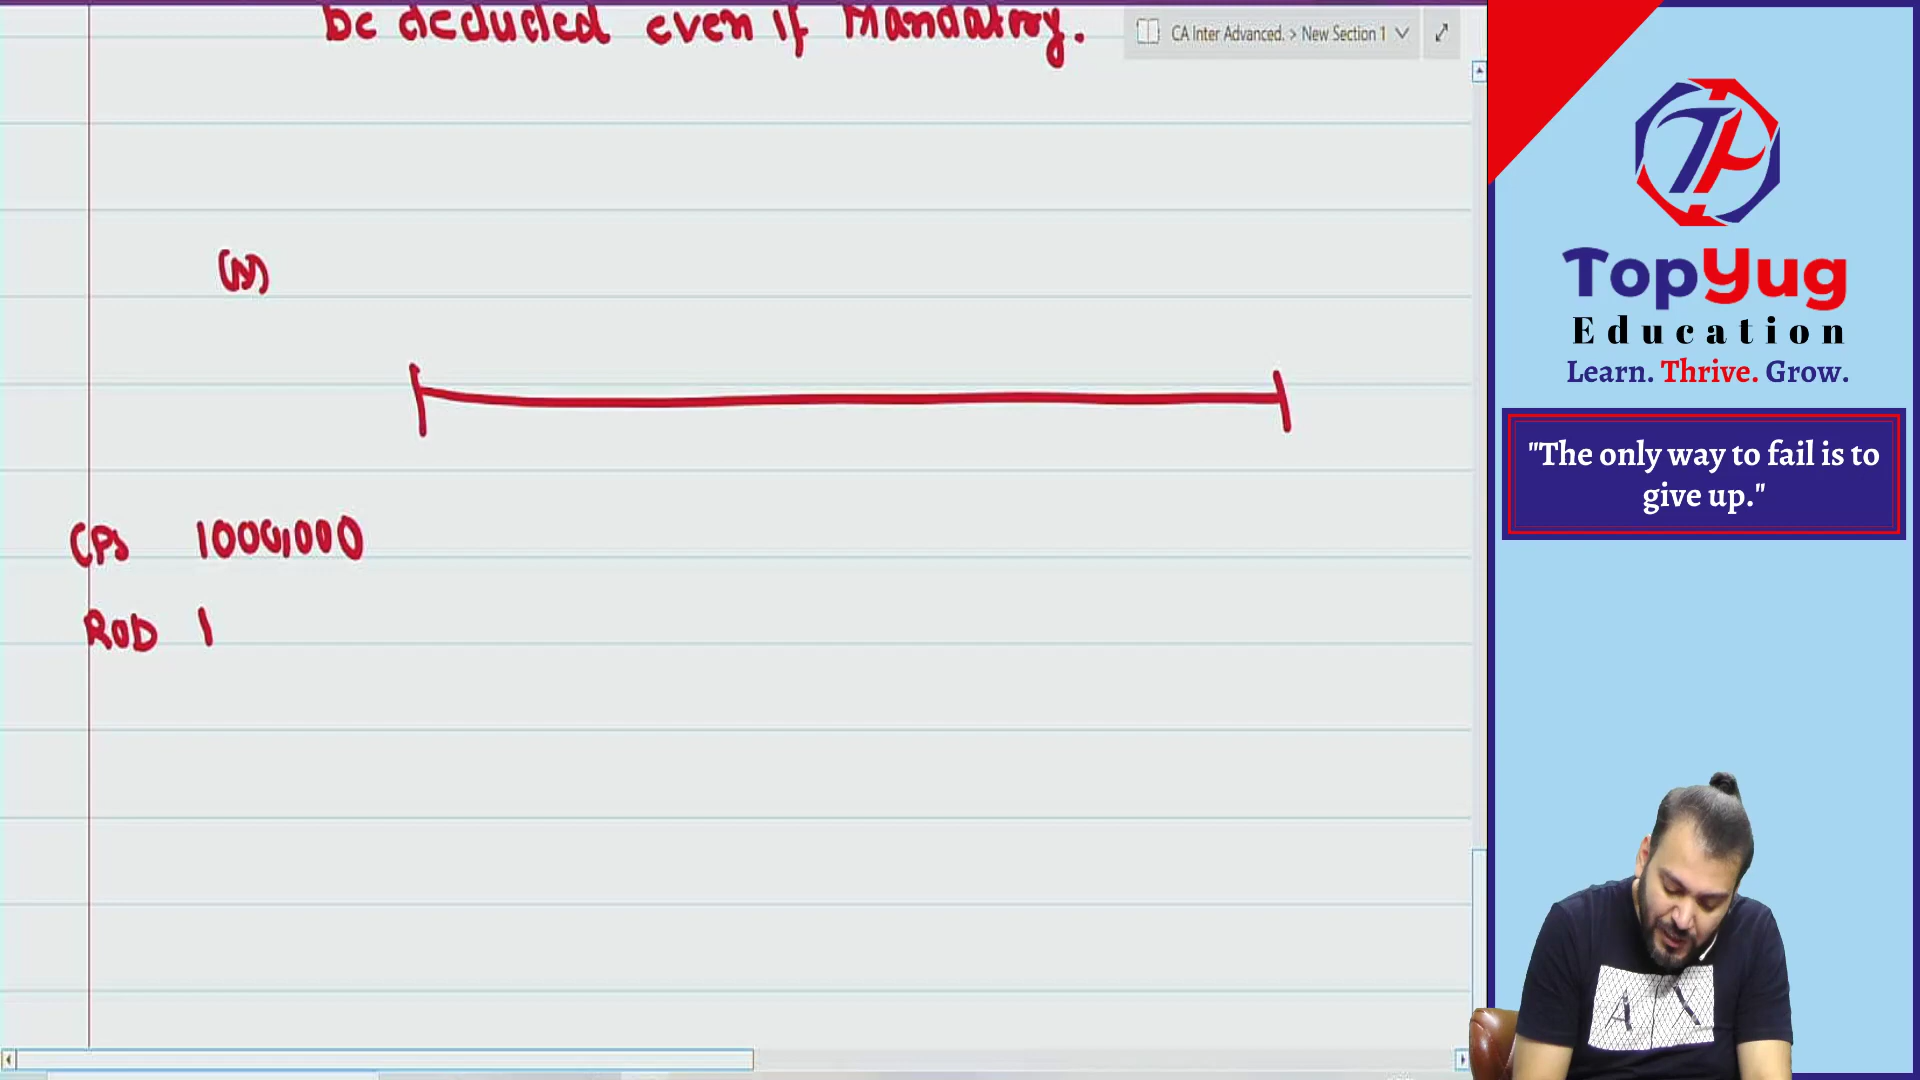 be deducted even if Mandatory.
CA Inter Advanced. > New Section 1
(N)
CPS 1000,000
ROD 1
TopYug
Education
Learn. Thrive. Grow.
"The only way to fail is to
give up."
A X